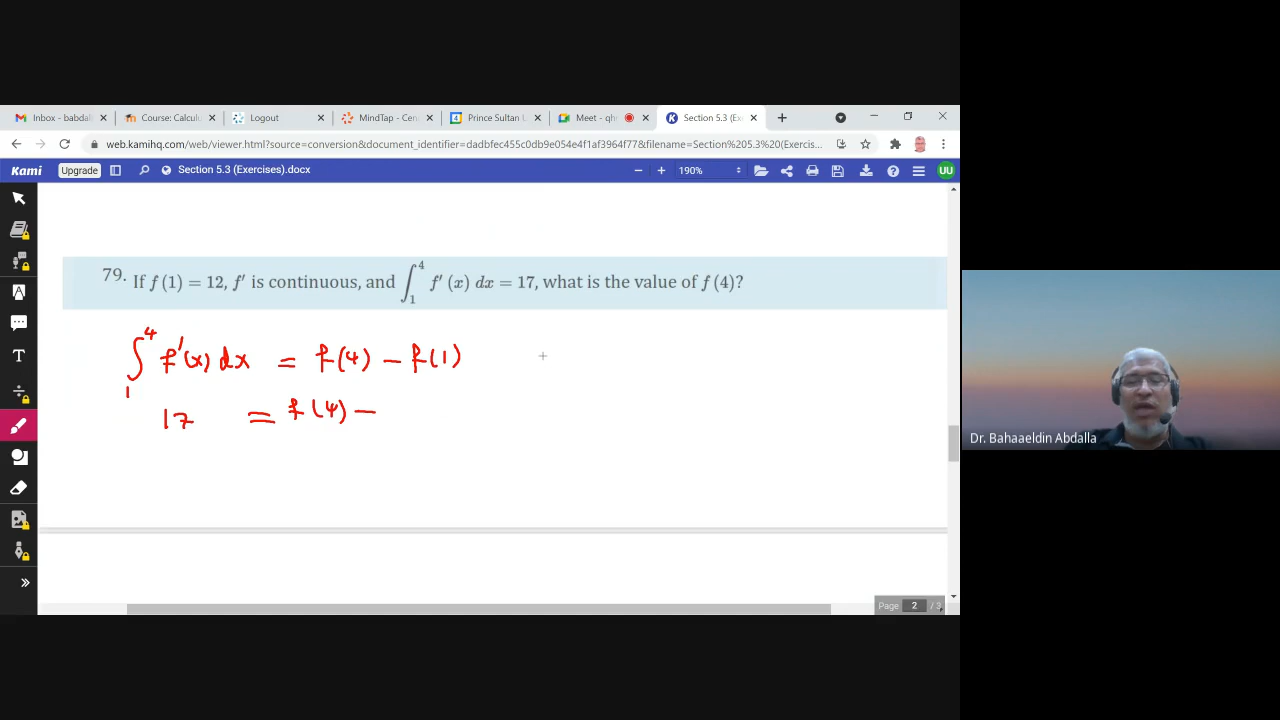 Inbox - babdal
Course: Calcul
Logout
MindTap - Cen
Prince Sultan U
Meet - qh
Section 5.3 (Ex
web.kamihq.com/web/viewer.html?source=conversion&document_identifier=dadbfec455c0db9e054e4f1af3964f77&filename=Section%205.3%20(Exercis...
Kami Upgrade Section 5.3 (Exercises).docx 190% UU
79. If f(1) = 12, f′ is continuous, and ∫₁⁴ f′(x) dx = 17, what is the value of f(4)?
∫₁⁴ f′(x) dx = f(4) – f(1)
17 = f(4) –
Dr. Bahaaeldin Abdalla
Page 2 / 3